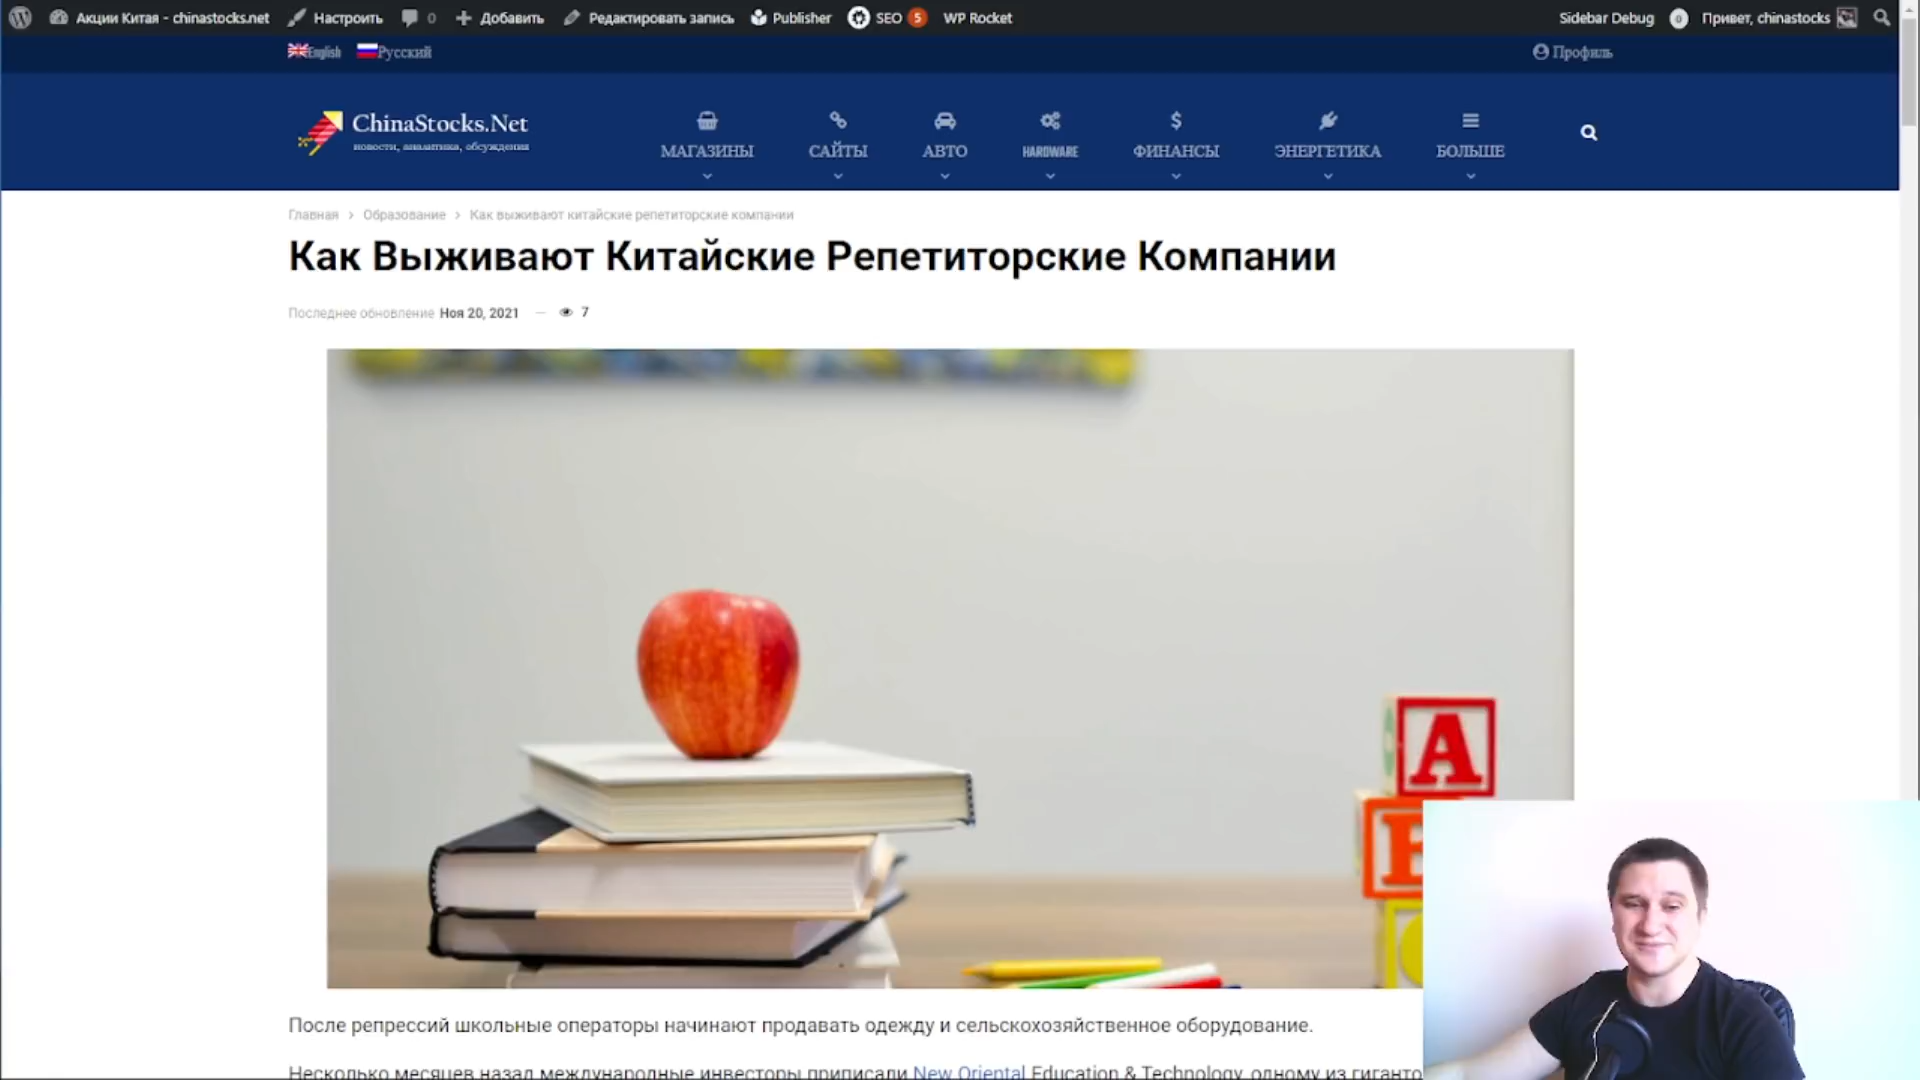 Акции Китая - chinastocks.net Настроить 0 Добавить Редактировать запись Publisher SEO 5 WP Rocket Sidebar Debug 0 Привет, chinastocks
English Русский Профиль
ChinaStocks.Net
новости, аналитика, обсуждения
МАГАЗИНЫ САЙТЫ АВТО HARDWARE ФИНАНСЫ ЭНЕРГЕТИКА БОЛЬШЕ
Главная > Образование > Как выживают китайские репетиторские компании
Как Выживают Китайские Репетиторские Компании
Последнее обновление Ноя 20, 2021 — 7
A
После репрессий школьные операторы начинают продавать одежду и сельскохозяйственное оборудование.
Несколько месяцев назад международные инвесторы приписали New Oriental Education & Technology, одному из